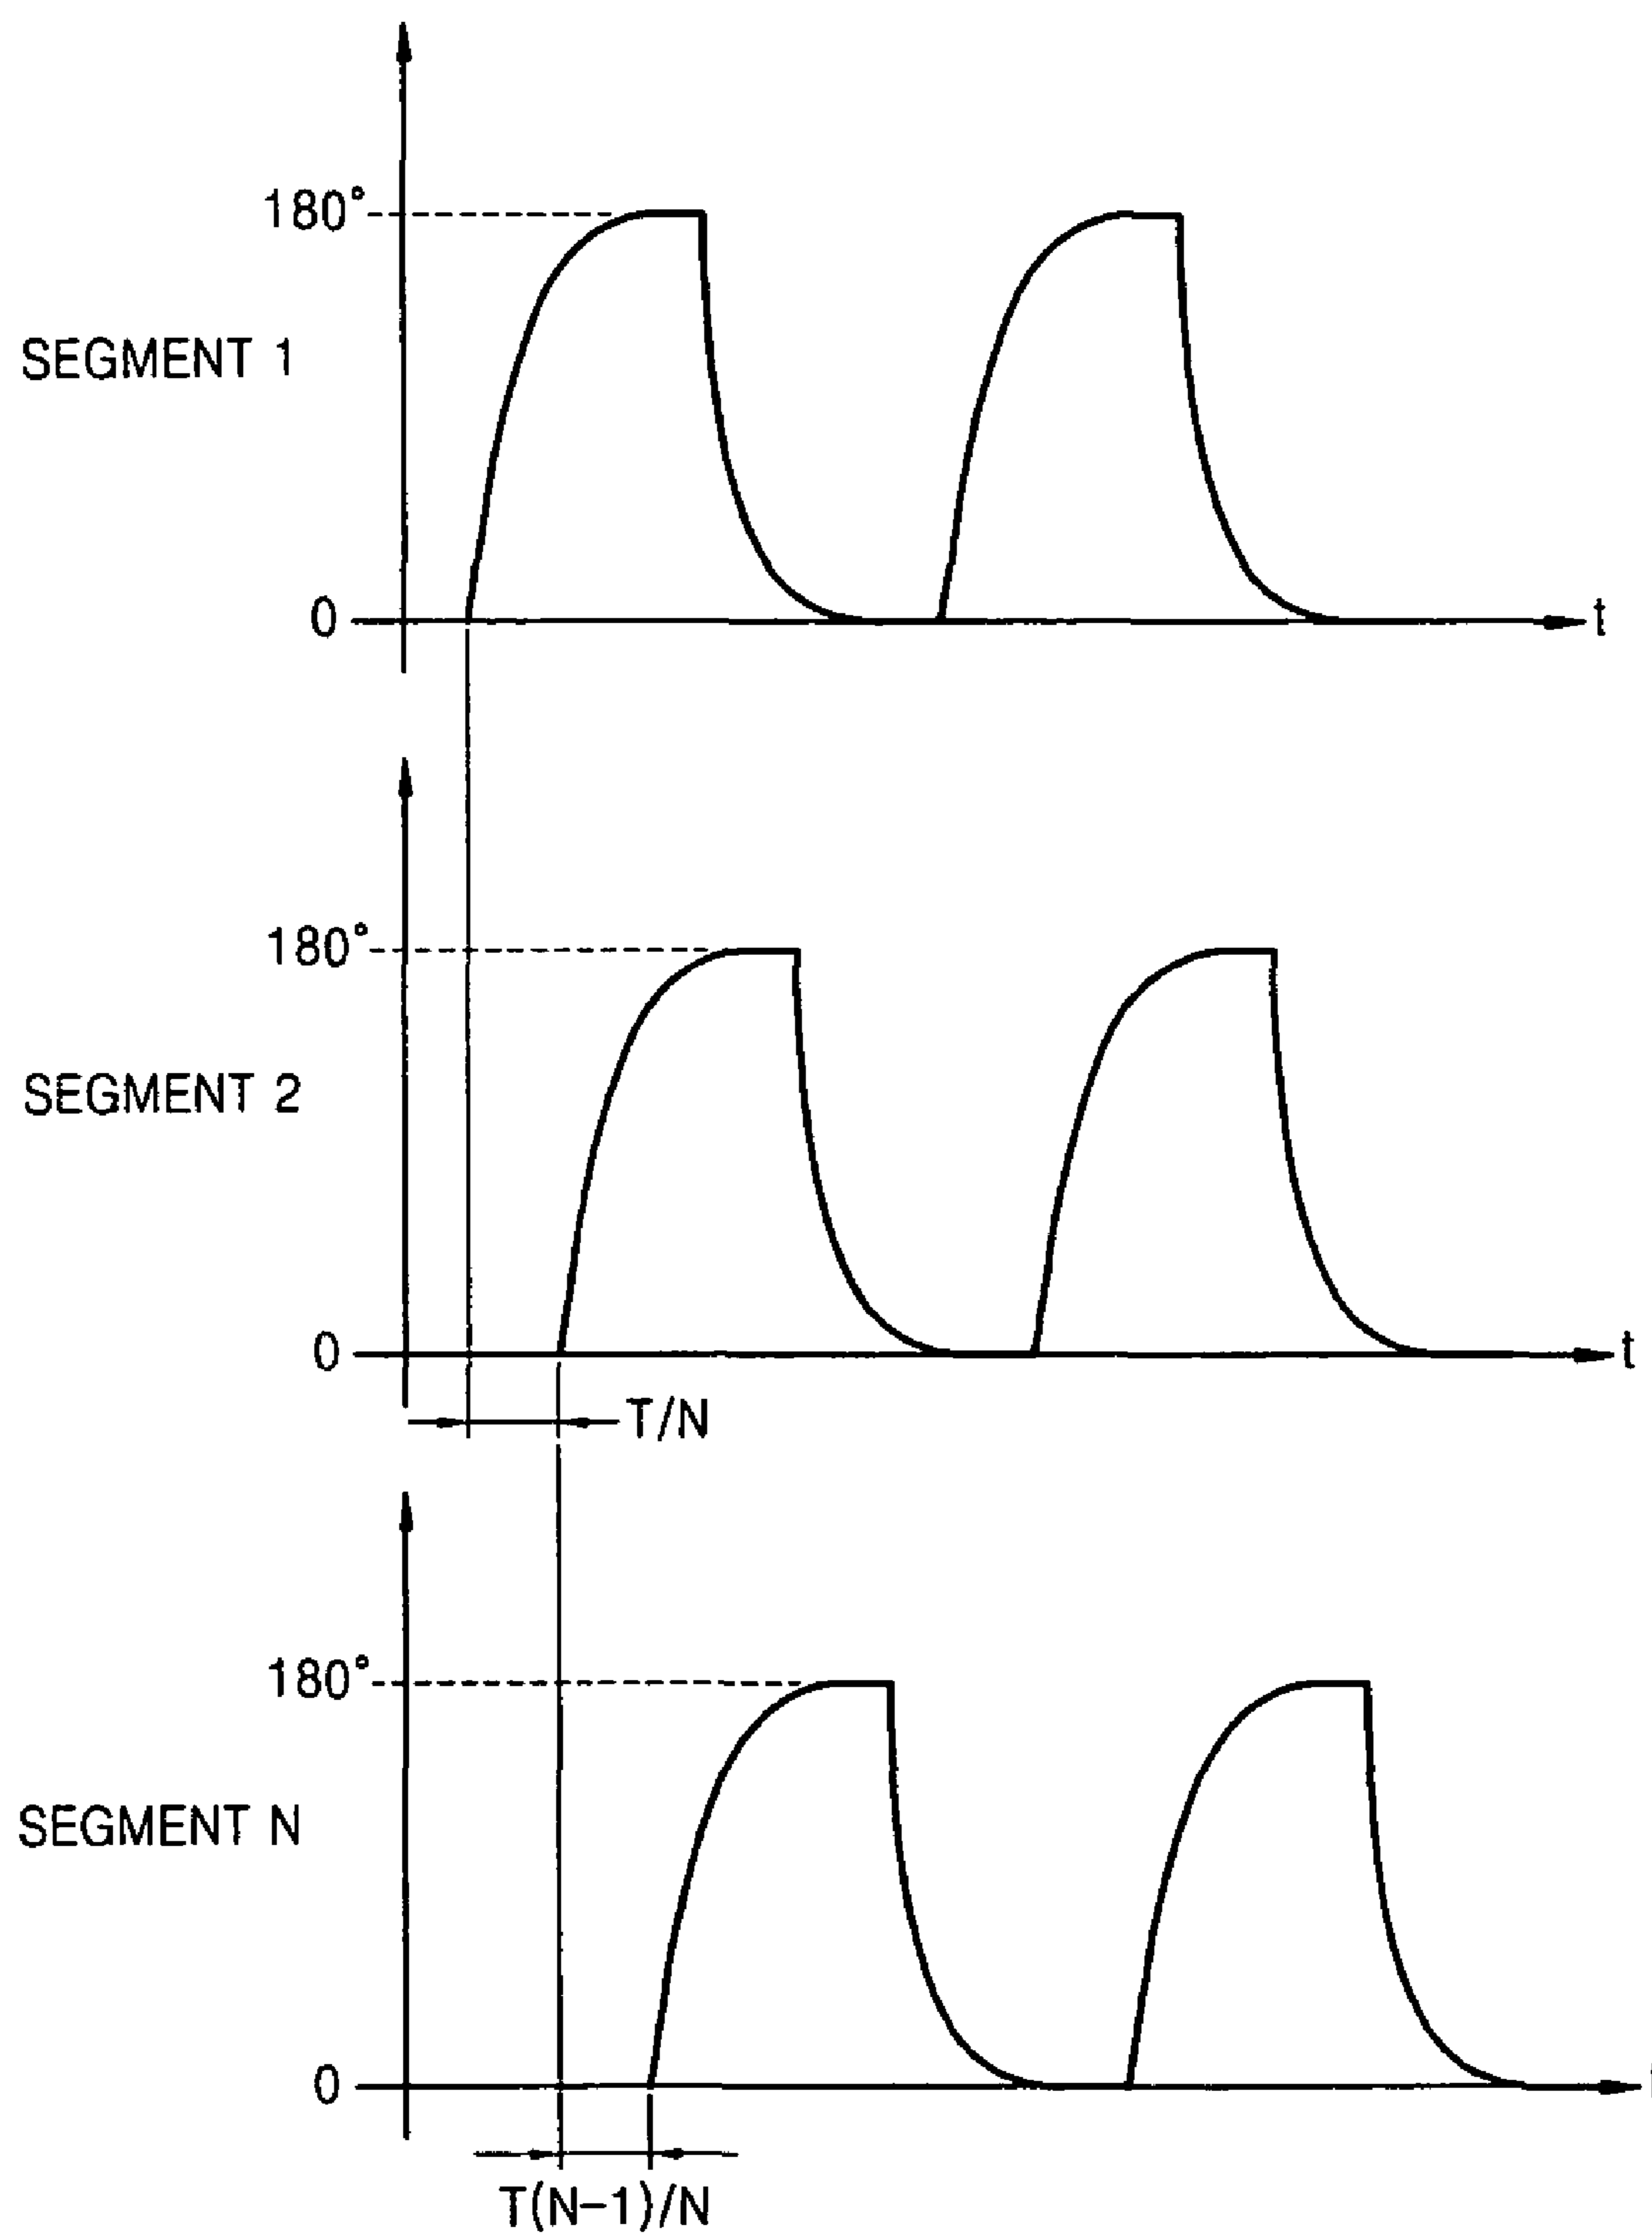 180°
SEGMENT 1
0
t
180°
SEGMENT 2
0
t
T/N
180°
SEGMENT N
0
T(N-1)/N